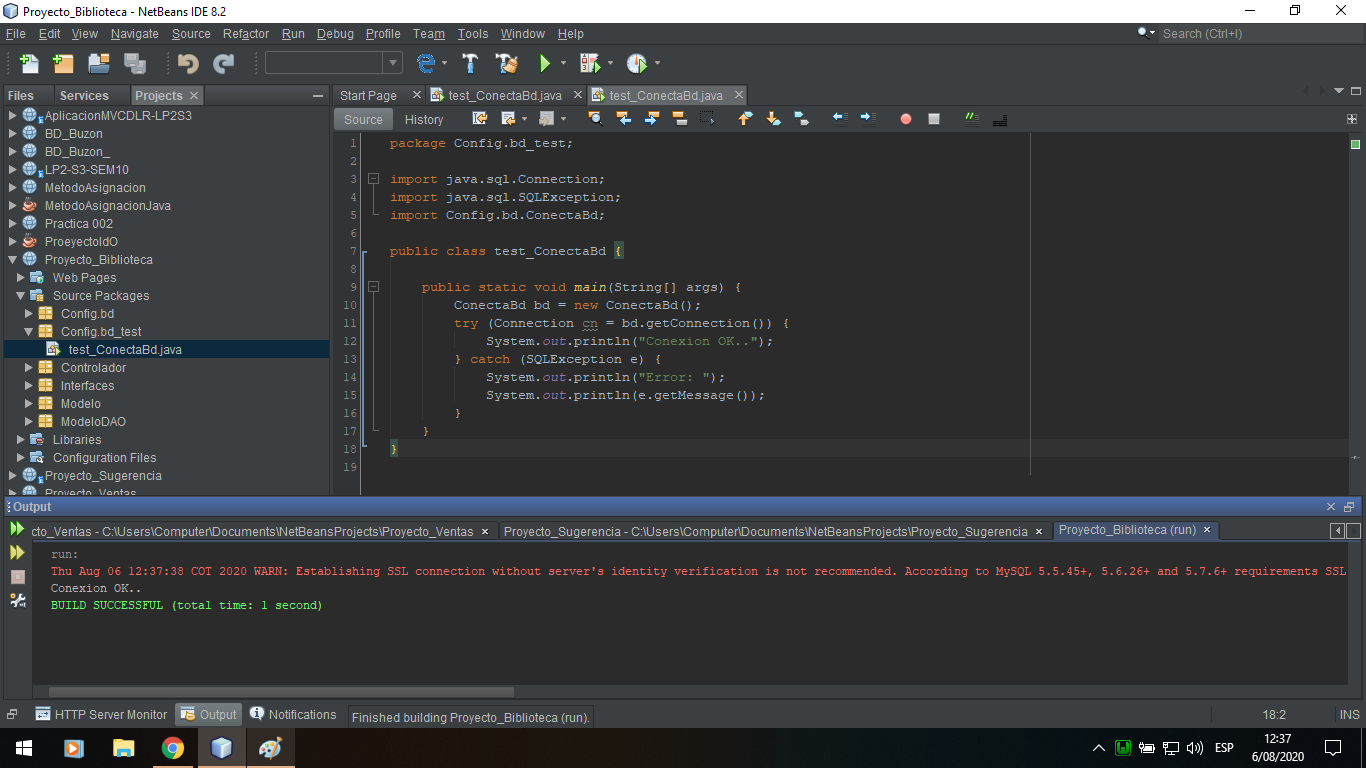 Proyecto_Biblioteca - NetBeans IDE 8.2
File Edit View Navigate Source Refactor Run Debug Profile Team Tools Window Help
Search (Ctrl+I)
Files Services Projects
Start Page test_ConectaBd.java test_ConectaBd.java
Source History
AplicacionMVCDLR-LP2S3
BD_Buzon
BD_Buzon_
LP2-S3-SEM10
MetodoAsignacion
MetodoAsignacionJava
Practica 002
ProeyectoIdO
Proyecto_Biblioteca
Web Pages
Source Packages
Config.bd
Config.bd_test
test_ConectaBd.java
Controlador
Interfaces
Modelo
ModeloDAO
Libraries
Configuration Files
Proyecto_Sugerencia
Proyecto_Ventas
1 package Config.bd_test;
2
3 import java.sql.Connection;
4 import java.sql.SQLException;
5 import Config.bd.ConectaBd;
6
7 public class test_ConectaBd {
8
9 public static void main(String[] args) {
10 ConectaBd bd = new ConectaBd();
11 try (Connection cn = bd.getConnection()) {
12 System.out.println("Conexion OK..");
13 } catch (SQLException e) {
14 System.out.println("Error: ");
15 System.out.println(e.getMessage());
16 }
17 }
18 }
19
Output
cto_Ventas - C:\Users\Computer\Documents\NetBeansProjects\Proyecto_Ventas Proyecto_Sugerencia - C:\Users\Computer\Documents\NetBeansProjects\Proyecto_Sugerencia Proyecto_Biblioteca (run)
run:
Thu Aug 06 12:37:38 COT 2020 WARN: Establishing SSL connection without server's identity verification is not recommended. According to MySQL 5.5.45+, 5.6.26+ and 5.7.6+ requirements SSL
Conexion OK..
BUILD SUCCESSFUL (total time: 1 second)
HTTP Server Monitor Output Notifications Finished building Proyecto_Biblioteca (run). 18:2 INS
ESP
12:37
6/08/2020